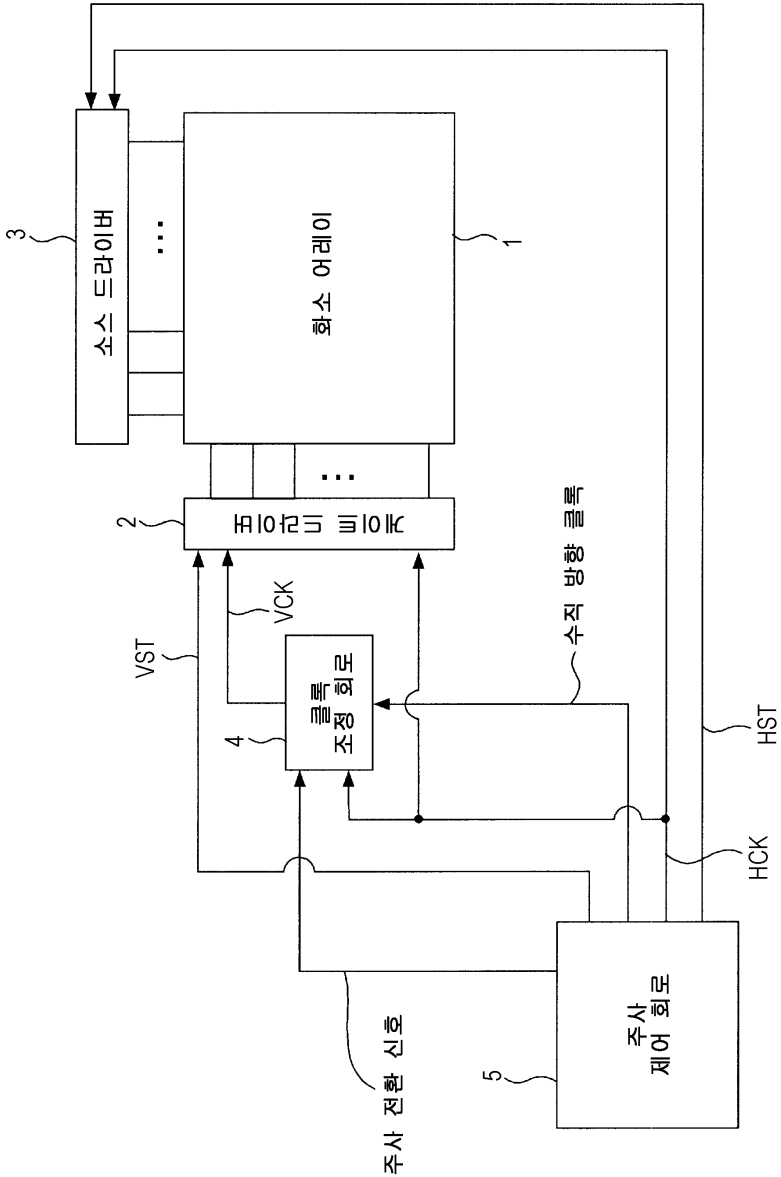 3
소스 드라이버
화소 어레이
1
2
게이트 드라이버
VST
VCK
4
클록
조정 회로
수직 방향 클록
HST
HCK
주사 전환 신호
5
주사
제어 회로